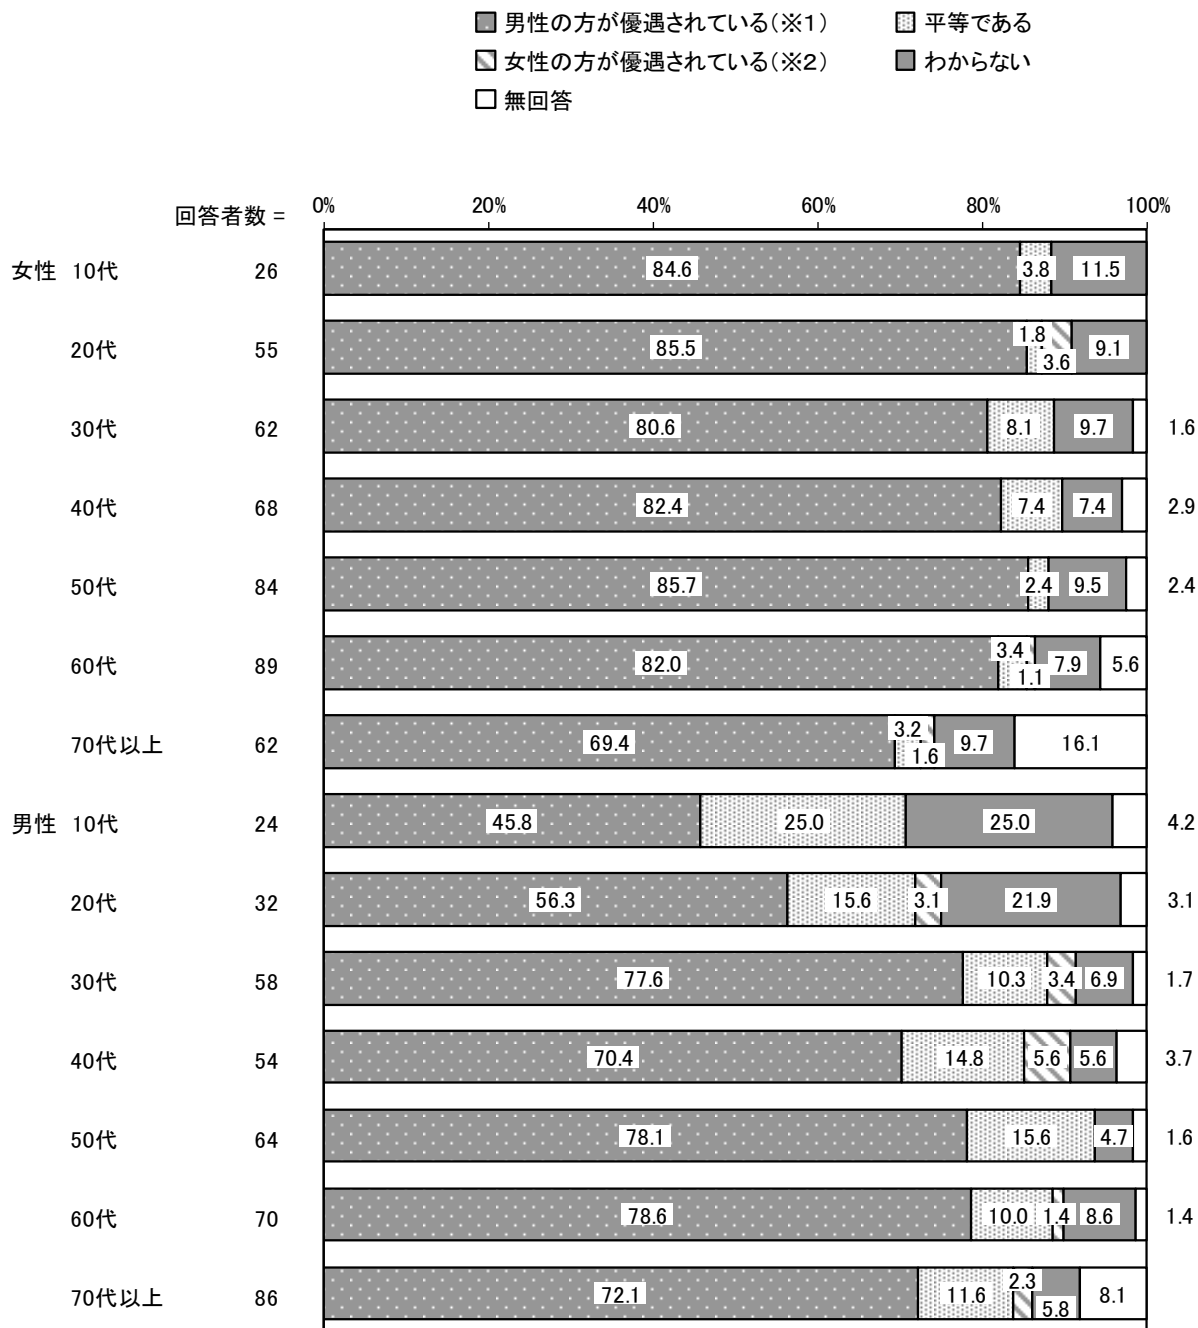 男性の方が優遇されている(※1) 平等である
女性の方が優遇されている(※2) わからない
無回答
回答者数 = 0% 20% 40% 60% 80% 100%
女性 10代 26 84.6 3.8 11.5
20代 55 85.5 1.8 3.6 9.1
30代 62 80.6 8.1 9.7 1.6
40代 68 82.4 7.4 7.4 2.9
50代 84 85.7 2.4 9.5 2.4
60代 89 82.0 3.4 1.1 7.9 5.6
70代以上 62 69.4 3.2 1.6 9.7 16.1
男性 10代 24 45.8 25.0 25.0 4.2
20代 32 56.3 15.6 3.1 21.9 3.1
30代 58 77.6 10.3 3.4 6.9 1.7
40代 54 70.4 14.8 5.6 5.6 3.7
50代 64 78.1 15.6 4.7 1.6
60代 70 78.6 10.0 1.4 8.6 1.4
70代以上 86 72.1 11.6 2.3 5.8 8.1